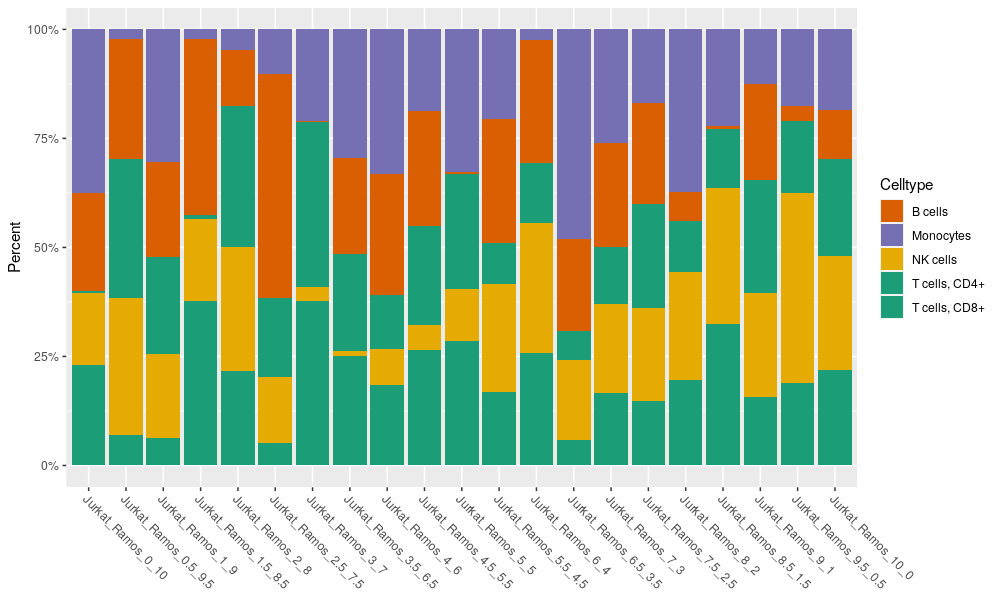 Percent
100%
75%
50%
25%
0%
Jurkat_Ramos_0_10
Jurkat_Ramos_0.5_9.5
Jurkat_Ramos_1_9
Jurkat_Ramos_1.5_8.5
Jurkat_Ramos_2_8
Jurkat_Ramos_2.5_7.5
Jurkat_Ramos_3_7
Jurkat_Ramos_3.5_6.5
Jurkat_Ramos_4_6
Jurkat_Ramos_4.5_5.5
Jurkat_Ramos_5_5
Jurkat_Ramos_5.5_4.5
Jurkat_Ramos_6_4
Jurkat_Ramos_6.5_3.5
Jurkat_Ramos_7_3
Jurkat_Ramos_7.5_2.5
Jurkat_Ramos_8_2
Jurkat_Ramos_8.5_1.5
Jurkat_Ramos_9_1
Jurkat_Ramos_9.5_0.5
Jurkat_Ramos_10_0
Celltype
B cells
Monocytes
NK cells
T cells, CD4+
T cells, CD8+